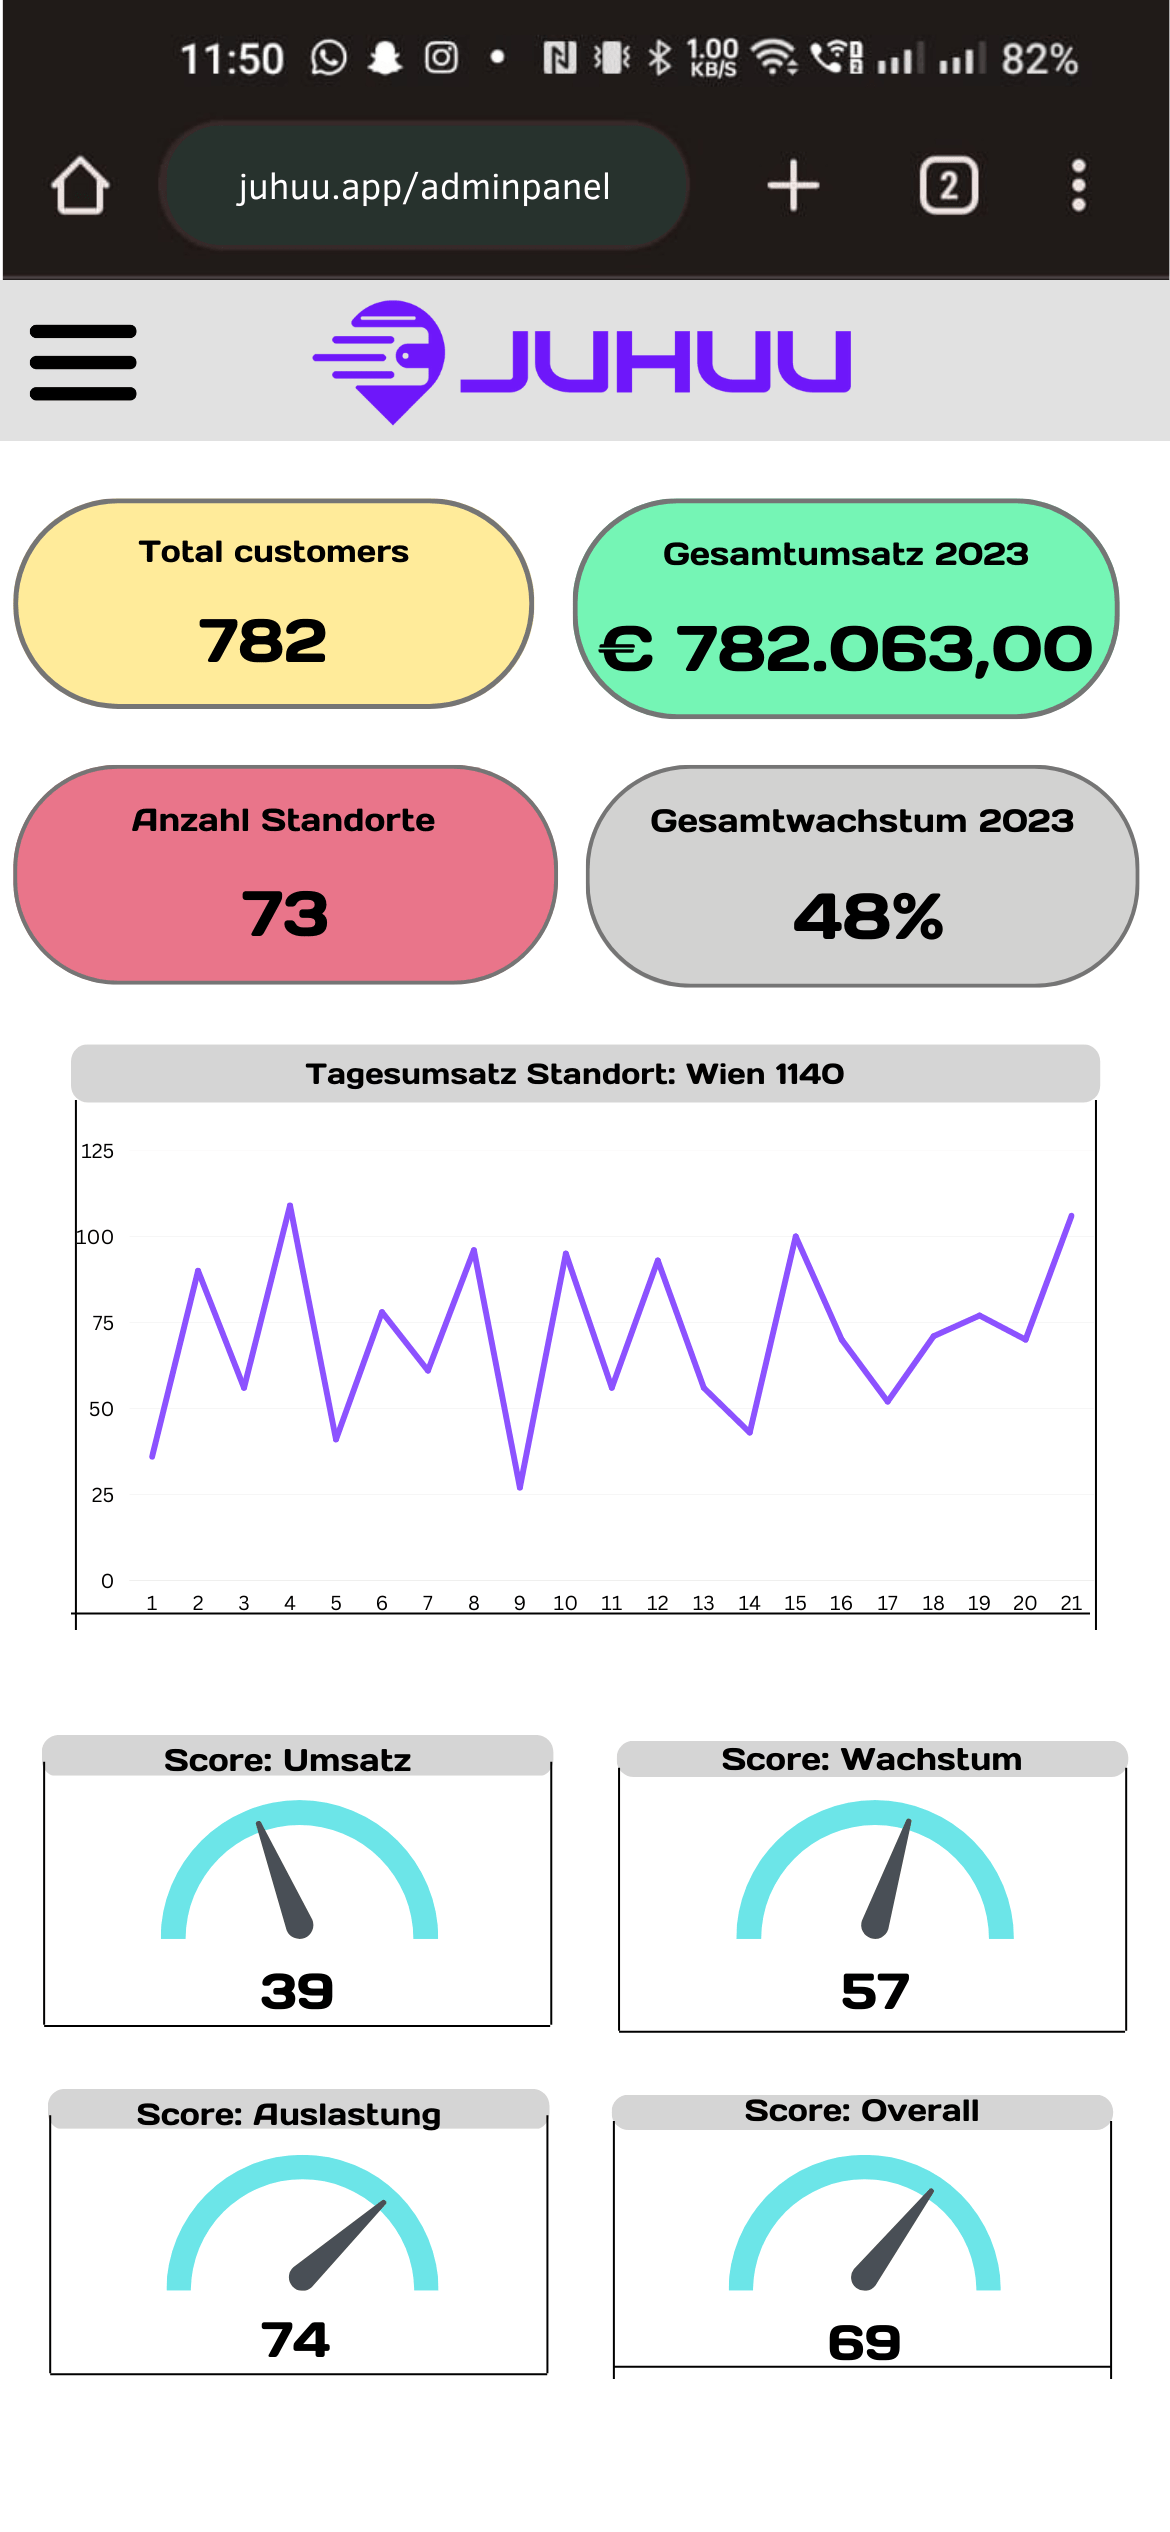 11:50 1.00 KB/S 1 2 82%
juhuu.app/adminpanel 2
JUHUU
Total customers
782
Gesamtumsatz 2023
€ 782.063,00
Anzahl Standorte
73
Gesamtwachstum 2023
48%
Tagesumsatz Standort: Wien 1140
125
100
75
50
25
0
1 2 3 4 5 6 7 8 9 10 11 12 13 14 15 16 17 18 19 20 21
Score: Umsatz
39
Score: Wachstum
57
Score: Auslastung
74
Score: Overall
69